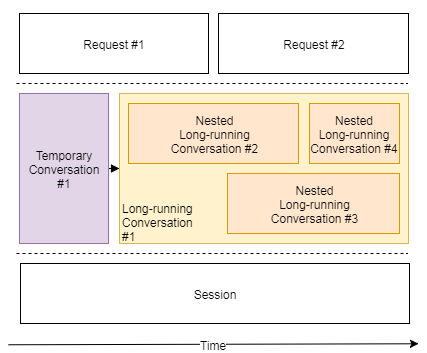 Request #1
Request #2
Temporary
Conversation
#1
Long-running
Conversation
#1
Nested
Long-running
Conversation #2
Nested
Long-running
Conversation #4
Nested
Long-running
Conversation #3
Session
Time